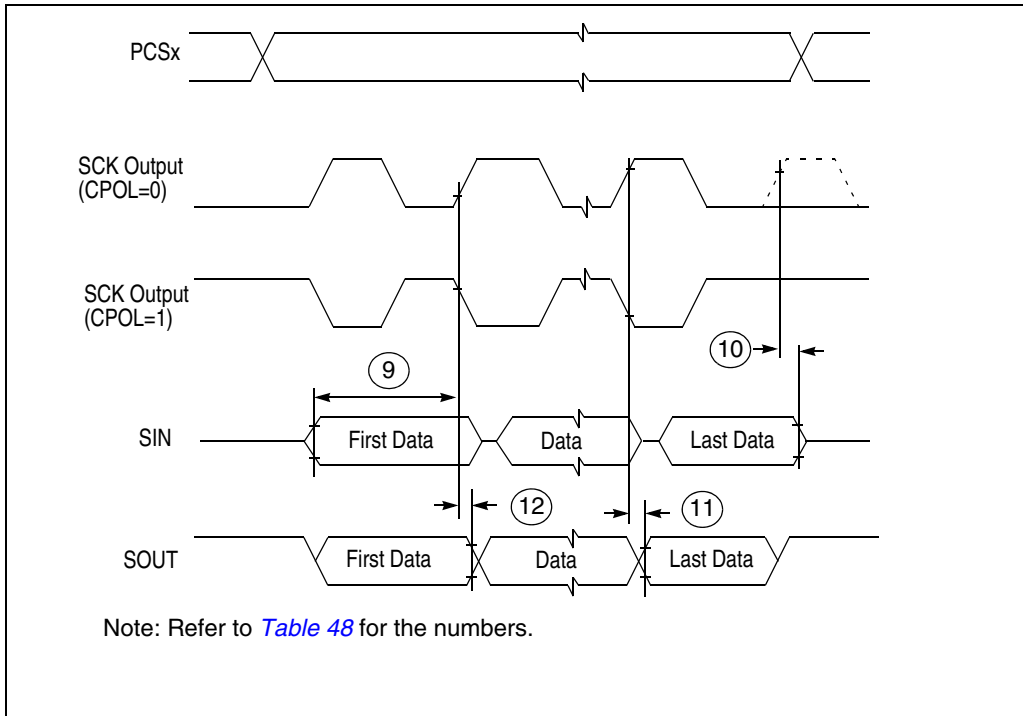 PCSx
SCK Output
(CPOL=0)
SCK Output
(CPOL=1)
10
9
SIN
First Data
Data
Last Data
12
11
SOUT
First Data
Data
Last Data
Note: Refer to Table 48 for the numbers.